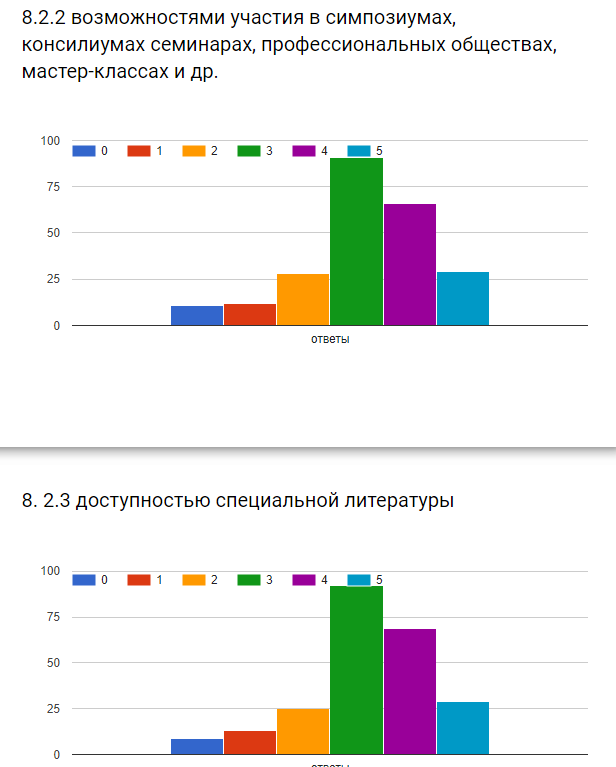 8.2.2 возможностями участия в симпозиумах,
консилиумах семинарах, профессиональных обществах,
мастер-классах и др.
100
0 1 2 3 4 5
75
50
25
0
ответы
8. 2.3 доступностью специальной литературы
100
0 1 2 3 4 5
75
50
25
0
ответы